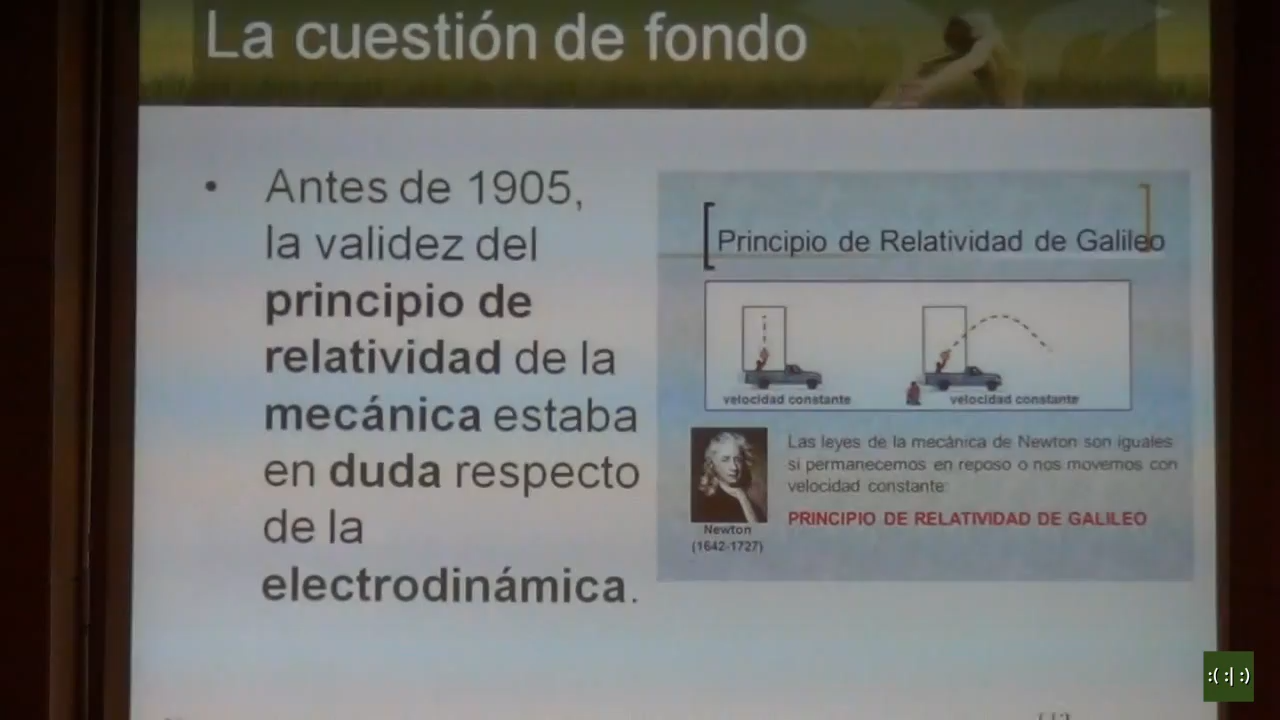 La cuestión de fondo
• Antes de 1905,
la validez del
principio de
relatividad de la
mecánica estaba
en duda respecto
de la
electrodinámica.
Principio de Relatividad de Galileo
velocidad constante
velocidad constante
Las leyes de la mecánica de Newton son iguales
si permanecemos en reposo o nos movemos con
velocidad constante:
PRINCIPIO DE RELATIVIDAD DE GALILEO
Newton
(1642-1727)
:( :| :)